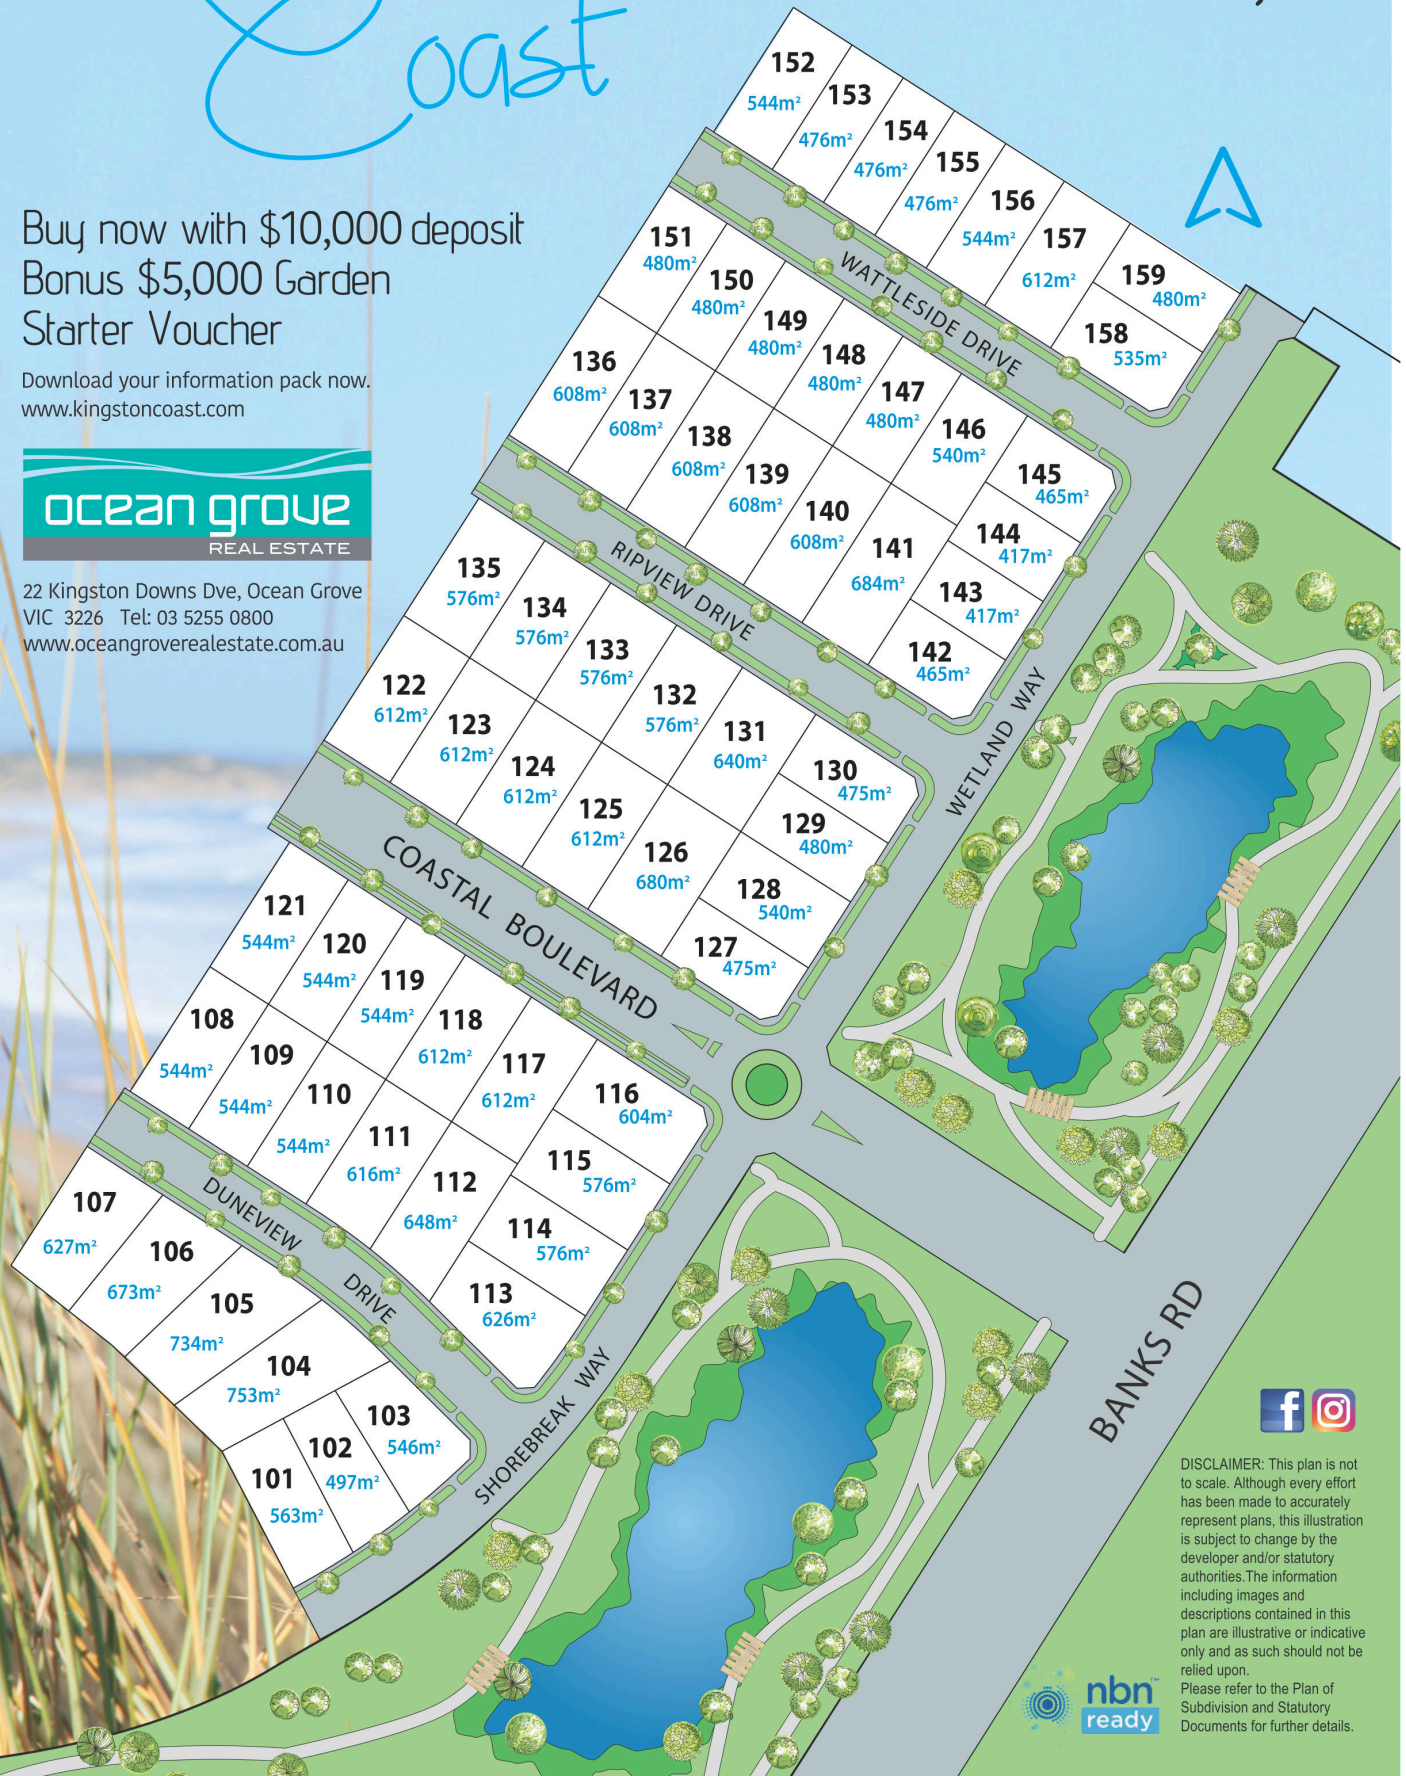 Coast
Buy now with $10,000 deposit
Bonus $5,000 Garden
Starter Voucher
Download your information pack now.
www.kingstoncoast.com
ocean grove
REAL ESTATE
22 Kingston Downs Dve, Ocean Grove
VIC 3226 Tel: 03 5255 0800
www.oceangroverealestate.com.au
152
544m²
153
476m²
154
476m²
155
476m²
156
544m²
157
612m²
159
480m²
158
535m²
WATTLESIDE DRIVE
151
480m²
150
480m²
149
480m²
148
480m²
147
480m²
146
540m²
145
465m²
144
417m²
143
417m²
142
465m²
136
608m²
137
608m²
138
608m²
139
608m²
140
608m²
141
684m²
RIPVIEW DRIVE
WETLAND WAY
135
576m²
134
576m²
133
576m²
132
576m²
131
640m²
130
475m²
129
480m²
128
540m²
127
475m²
122
612m²
123
612m²
124
612m²
125
612m²
126
680m²
COASTAL BOULEVARD
121
544m²
120
544m²
119
544m²
118
612m²
117
612m²
116
604m²
115
576m²
114
576m²
113
626m²
108
544m²
109
544m²
110
544m²
111
616m²
112
648m²
DUNEVIEW DRIVE
107
627m²
106
673m²
105
734m²
104
753m²
103
546m²
102
497m²
101
563m²
SHOREBREAK WAY
BANKS RD
f
DISCLAIMER: This plan is not
to scale. Although every effort
has been made to accurately
represent plans, this illustration
is subject to change by the
developer and/or statutory
authorities.The information
including images and
descriptions contained in this
plan are illustrative or indicative
only and as such should not be
relied upon.
Please refer to the Plan of
Subdivision and Statutory
Documents for further details.
nbn™
ready